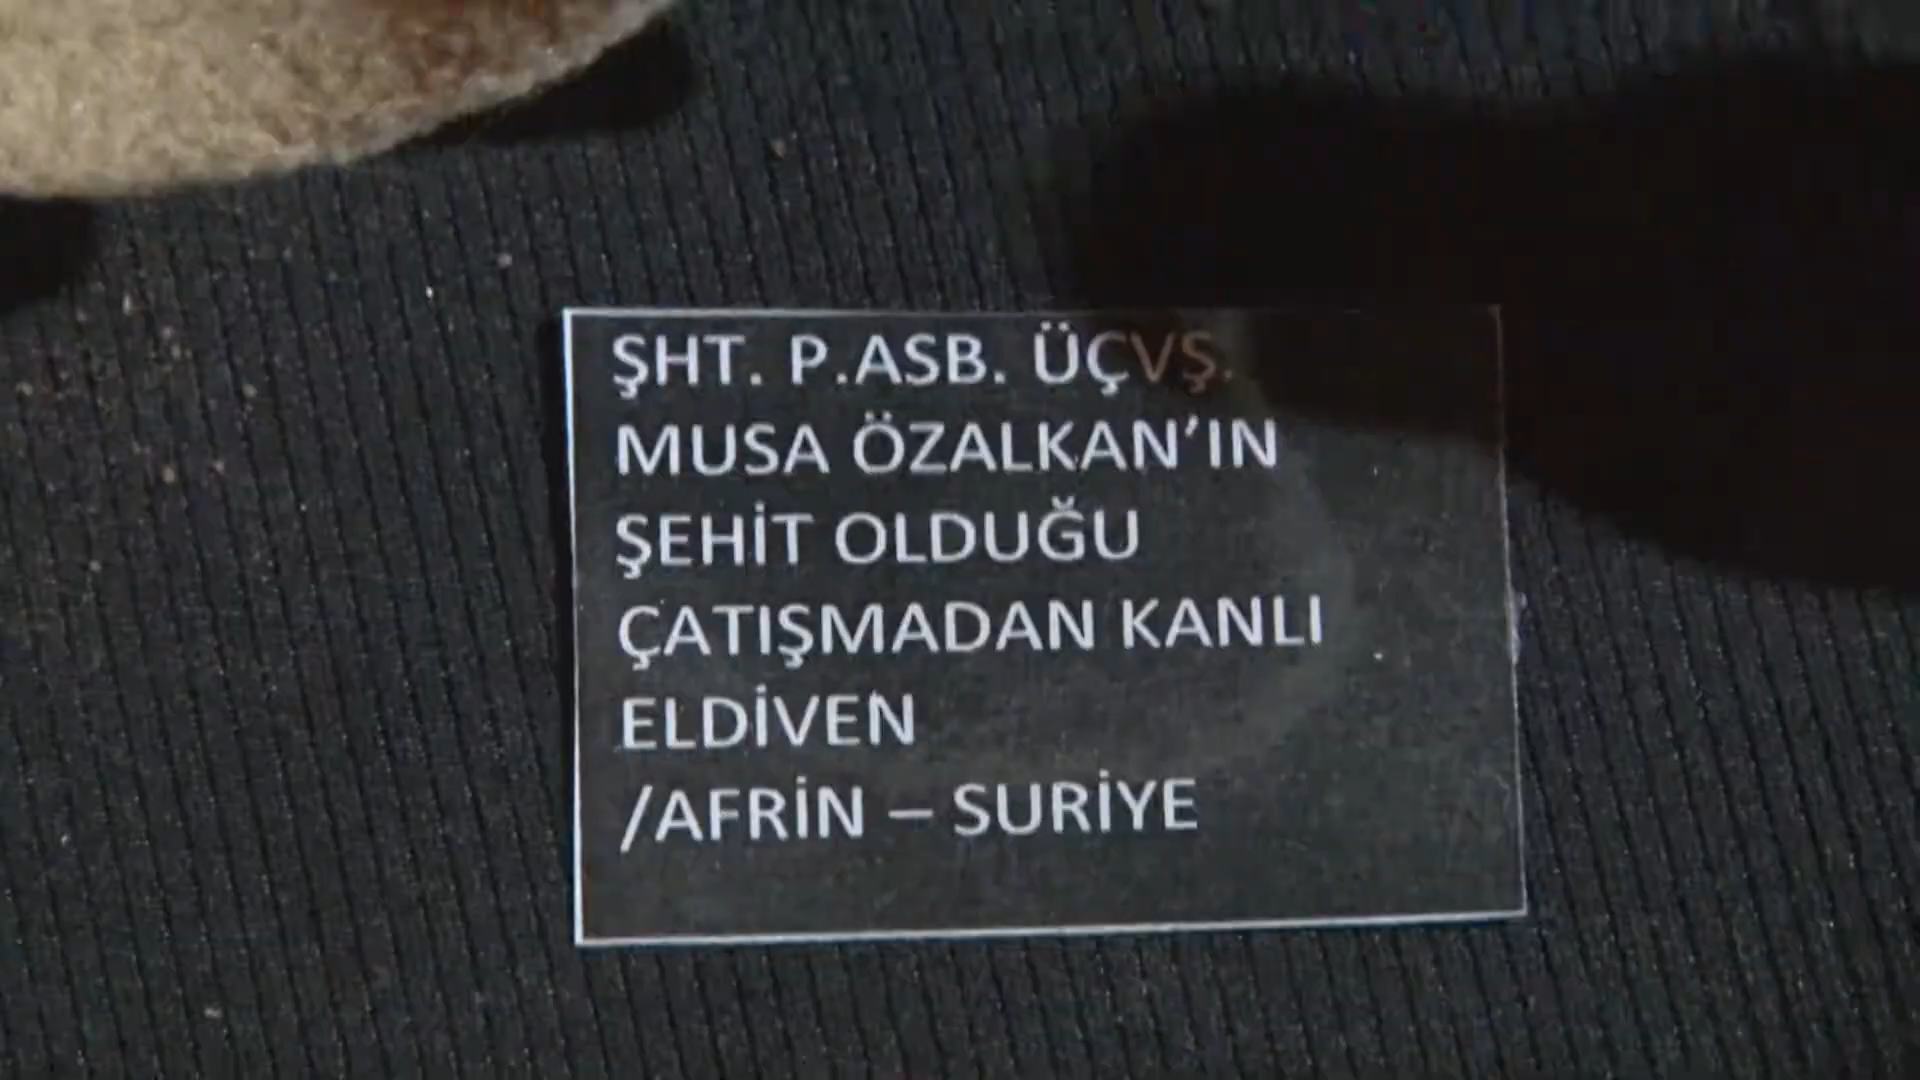 ŞHT. P.ASB. ÜÇVŞ.
MUSA ÖZALKAN’IN
ŞEHİT OLDUĞU
ÇATIŞMADAN KANLI
ELDİVEN
/AFRİN – SURİYE